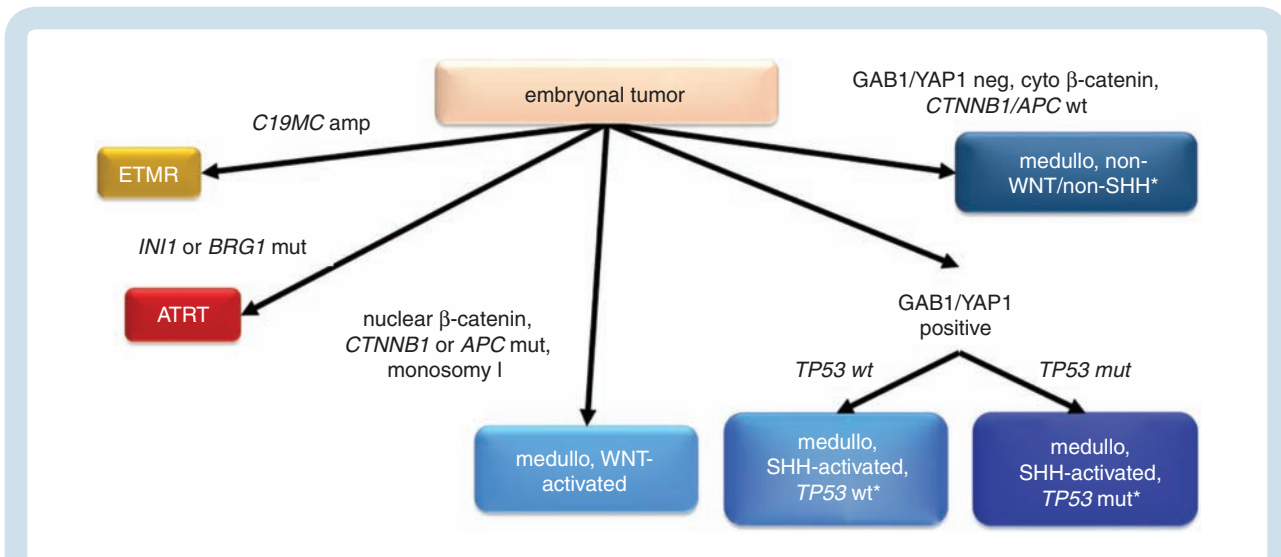 embryonal tumor
GAB1/YAP1 neg, cyto β-catenin,
CTNNB1/APC wt
C19MC amp
ETMR
medullo, non-
WNT/non-SHH*
INI1 or BRG1 mut
ATRT
nuclear β-catenin,
CTNNB1 or APC mut,
monosomy l
GAB1/YAP1
positive
TP53 wt
TP53 mut
medullo, WNT-
activated
medullo,
SHH-activated,
TP53 wt*
medullo,
SHH-activated,
TP53 mut*